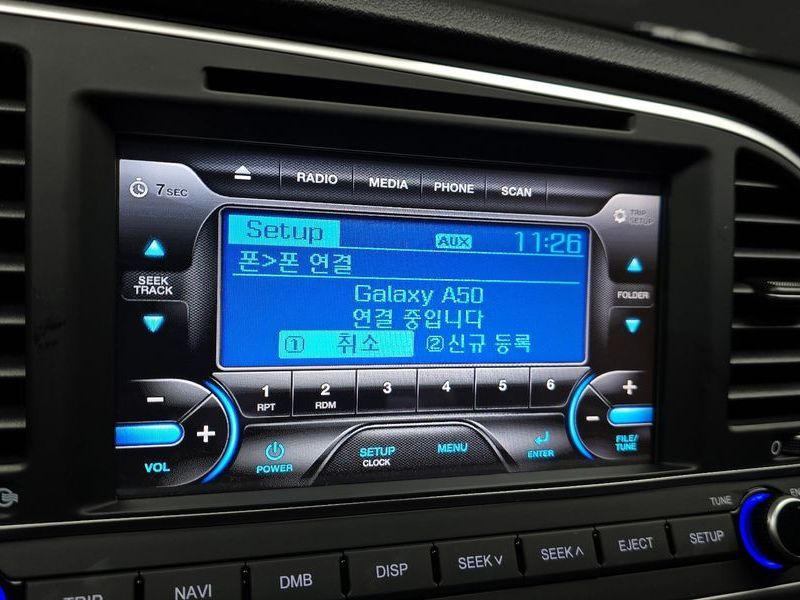 RADIO MEDIA PHONE SCAN
7 SEC
TRIP SETUP
SEEK TRACK
FOLDER
Setup AUX 11:26
폰>폰 연결
Galaxy A50
연결 중입니다
1 취소 2 신규 등록
1 RPT 2 RDM 3 4 5 6
VOL
POWER
SETUP CLOCK
MENU
ENTER
FILE/ TUNE
TUNE
TRIP NAVI DMB DISP SEEK∨ SEEK∧ EJECT SETUP